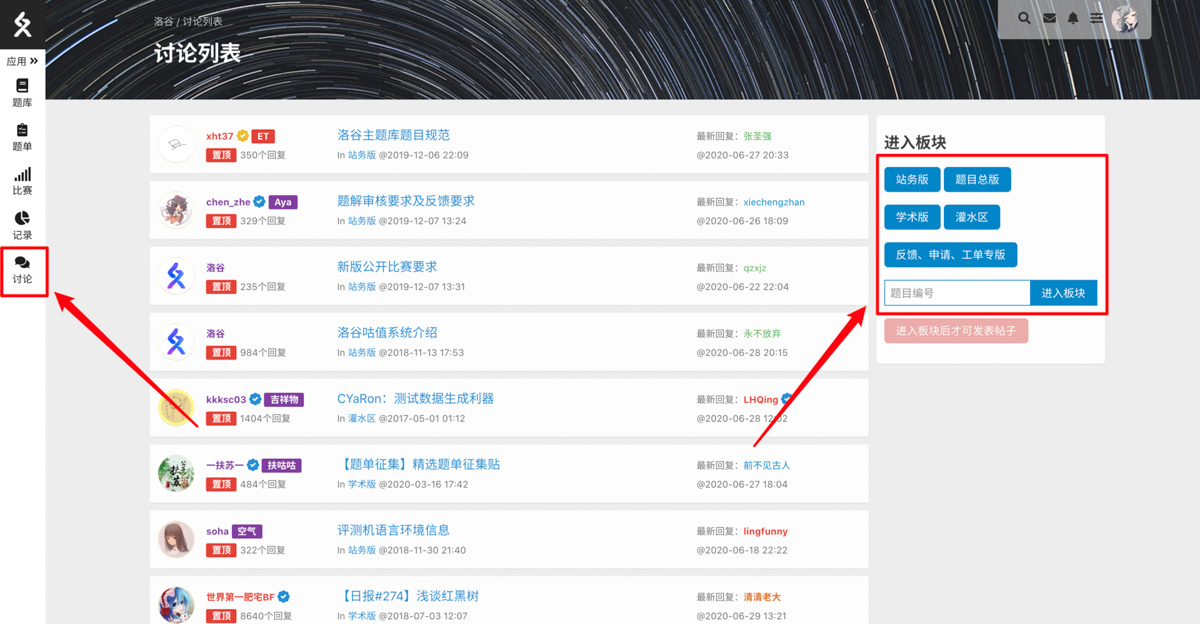 洛谷 / 讨论列表
讨论列表
应用 »
题库
题单
比赛
记录
讨论
xht37 ET
置顶 350个回复
洛谷主题库题目规范
In 站务版 @2019-12-06 22:09
最新回复：张圣强
@2020-06-27 20:33
chen_zhe Aya
置顶 329个回复
题解审核要求及反馈要求
In 站务版 @2019-12-07 13:24
最新回复：xiechengzhan
@2020-06-26 18:09
洛谷
置顶 235个回复
新版公开比赛要求
In 站务版 @2019-12-07 13:31
最新回复：qzxjz
@2020-06-22 22:04
洛谷
置顶 984个回复
洛谷咕值系统介绍
In 站务版 @2018-11-13 17:53
最新回复：永不放弃
@2020-06-28 20:15
kkksc03 吉祥物
置顶 1404个回复
CYaRon：测试数据生成利器
In 灌水区 @2017-05-01 01:12
最新回复：LHQing
@2020-06-28 12:02
一扶苏一 扶咕咕
置顶 484个回复
【题单征集】精选题单征集贴
In 学术版 @2020-03-16 17:42
最新回复：前不见古人
@2020-06-27 18:04
soha 空气
置顶 322个回复
评测机语言环境信息
In 站务版 @2018-11-30 21:40
最新回复：lingfunny
@2020-06-18 22:22
世界第一肥宅BF
置顶 8640个回复
【日报#274】浅谈红黑树
In 学术版 @2018-07-03 12:07
最新回复：清清老大
@2020-06-29 13:21
进入板块
站务版 题目总版
学术版 灌水区
反馈、申请、工单专版
题目编号 进入板块
进入板块后才可发表帖子